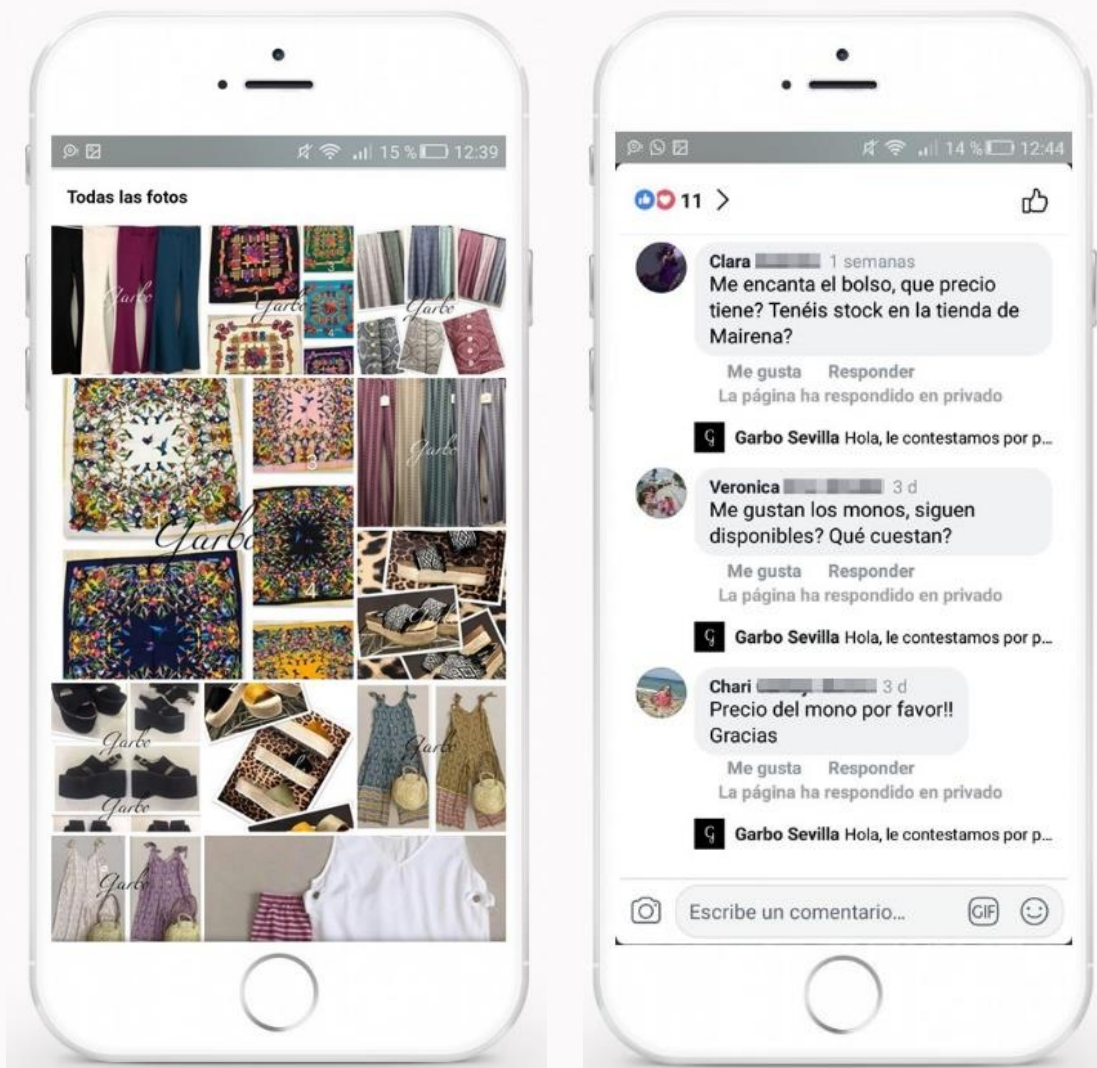 15 % 12:39
Todas las fotos
Garbo
Garbo
Garbo
3
4
Garbo
3
1
Garbo
4
Garbo
Garbo
Garbo
Garbo
Garbo
14 % 12:44
11
Clara 1 semanas
Me encanta el bolso, que precio
tiene? Tenéis stock en la tienda de
Mairena?
Me gusta Responder
La página ha respondido en privado
Garbo Sevilla Hola, le contestamos por p...
Veronica 3 d
Me gustan los monos, siguen
disponibles? Qué cuestan?
Me gusta Responder
La página ha respondido en privado
Garbo Sevilla Hola, le contestamos por p...
Chari 3 d
Precio del mono por favor!!
Gracias
Me gusta Responder
La página ha respondido en privado
Garbo Sevilla Hola, le contestamos por p...
Escribe un comentario... GIF